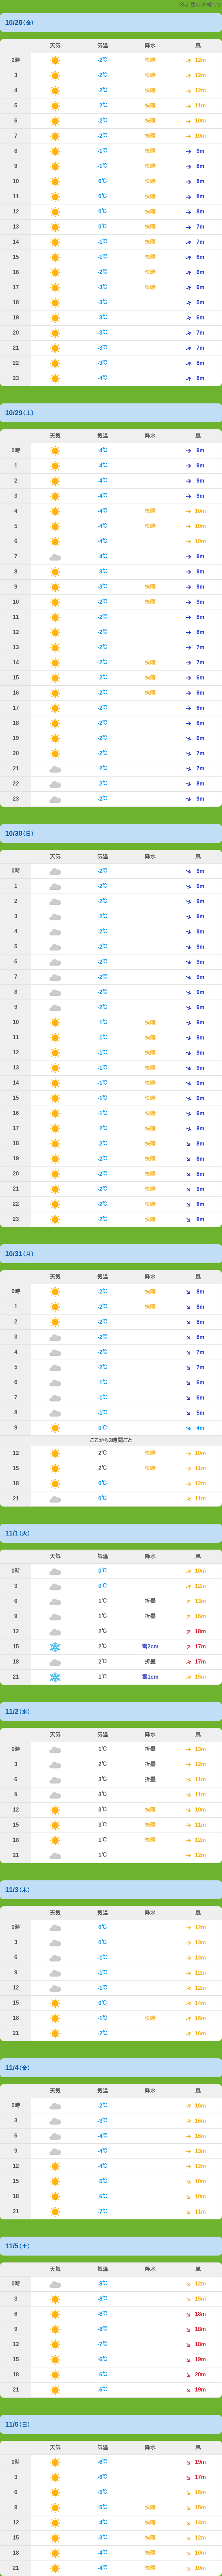 10/28(金)
天気 気温 降水 風
2時 -2℃ 快晴 12m
3 -2℃ 快晴 12m
4 -2℃ 快晴 12m
5 -2℃ 快晴 11m
6 -2℃ 快晴 10m
7 -2℃ 快晴 10m
8 -1℃ 快晴 9m
9 -1℃ 快晴 8m
10 0℃ 快晴 8m
11 0℃ 快晴 8m
12 0℃ 快晴 8m
13 0℃ 快晴 7m
14 -1℃ 快晴 7m
15 -1℃ 快晴 6m
16 -2℃ 快晴 6m
17 -3℃ 快晴 6m
18 -3℃ 5m
19 -3℃ 6m
20 -3℃ 7m
21 -3℃ 7m
22 -3℃ 8m
23 -4℃ 8m
10/29(土)
天気 気温 降水 風
0時 -4℃ 9m
1 -4℃ 9m
2 -4℃ 9m
3 -4℃ 9m
4 -4℃ 快晴 10m
5 -4℃ 快晴 10m
6 -4℃ 10m
7 -4℃ 9m
8 -3℃ 9m
9 -3℃ 快晴 9m
10 -2℃ 快晴 9m
11 -2℃ 8m
12 -2℃ 8m
13 -2℃ 7m
14 -2℃ 快晴 7m
15 -2℃ 快晴 6m
16 -2℃ 快晴 6m
17 -2℃ 6m
18 -2℃ 6m
19 -2℃ 6m
20 -2℃ 7m
21 -2℃ 7m
22 -2℃ 8m
23 -2℃ 9m
10/30(日)
天気 気温 降水 風
0時 -2℃ 9m
1 -2℃ 9m
2 -2℃ 9m
3 -2℃ 9m
4 -2℃ 9m
5 -2℃ 9m
6 -2℃ 9m
7 -2℃ 9m
8 -2℃ 9m
9 -2℃ 9m
10 -1℃ 快晴 9m
11 -1℃ 快晴 9m
12 -1℃ 快晴 9m
13 -1℃ 快晴 9m
14 -1℃ 快晴 9m
15 -1℃ 快晴 9m
16 -1℃ 快晴 9m
17 -2℃ 快晴 8m
18 -2℃ 快晴 8m
19 -2℃ 快晴 8m
20 -2℃ 快晴 8m
21 -2℃ 快晴 9m
22 -2℃ 快晴 8m
23 -2℃ 快晴 8m
10/31(月)
天気 気温 降水 風
0時 -2℃ 快晴 8m
1 -2℃ 快晴 8m
2 -2℃ 8m
3 -2℃ 8m
4 -2℃ 7m
5 -2℃ 7m
6 -1℃ 6m
7 -1℃ 6m
8 -1℃ 5m
9 0℃ 4m
ここから3時間ごと
12 2℃ 快晴 10m
15 2℃ 快晴 11m
18 0℃ 12m
21 0℃ 11m
11/1(火)
天気 気温 降水 風
0時 0℃ 10m
3 0℃ 12m
6 1℃ 折曇 13m
9 1℃ 折曇 16m
12 2℃ 18m
15 2℃ 雪2cm 17m
18 2℃ 折曇 17m
21 2℃ 雪1cm 15m
11/2(水)
天気 気温 降水 風
0時 1℃ 折曇 13m
3 2℃ 折曇 12m
6 3℃ 折曇 11m
9 3℃ 11m
12 3℃ 快晴 10m
15 3℃ 快晴 11m
18 1℃ 快晴 12m
21 1℃ 12m
11/3(木)
天気 気温 降水 風
0時 0℃ 12m
3 0℃ 13m
6 -1℃ 13m
9 -1℃ 12m
12 -1℃ 12m
15 0℃ 14m
18 -1℃ 快晴 16m
21 -2℃ 16m
11/4(金)
天気 気温 降水 風
0時 -2℃ 16m
3 -3℃ 16m
6 -4℃ 16m
9 -4℃ 13m
12 -4℃ 12m
15 -5℃ 10m
18 -6℃ 10m
21 -7℃ 11m
11/5(土)
天気 気温 降水 風
0時 -8℃ 12m
3 -8℃ 15m
6 -8℃ 18m
9 -8℃ 18m
12 -7℃ 18m
15 -6℃ 19m
18 -6℃ 20m
21 -6℃ 19m
11/6(日)
天気 気温 降水 風
0時 -6℃ 19m
3 -6℃ 17m
6 -5℃ 16m
9 -5℃ 快晴 15m
12 -4℃ 快晴 14m
15 -3℃ 快晴 12m
18 -4℃ 快晴 10m
21 -4℃ 快晴 10m